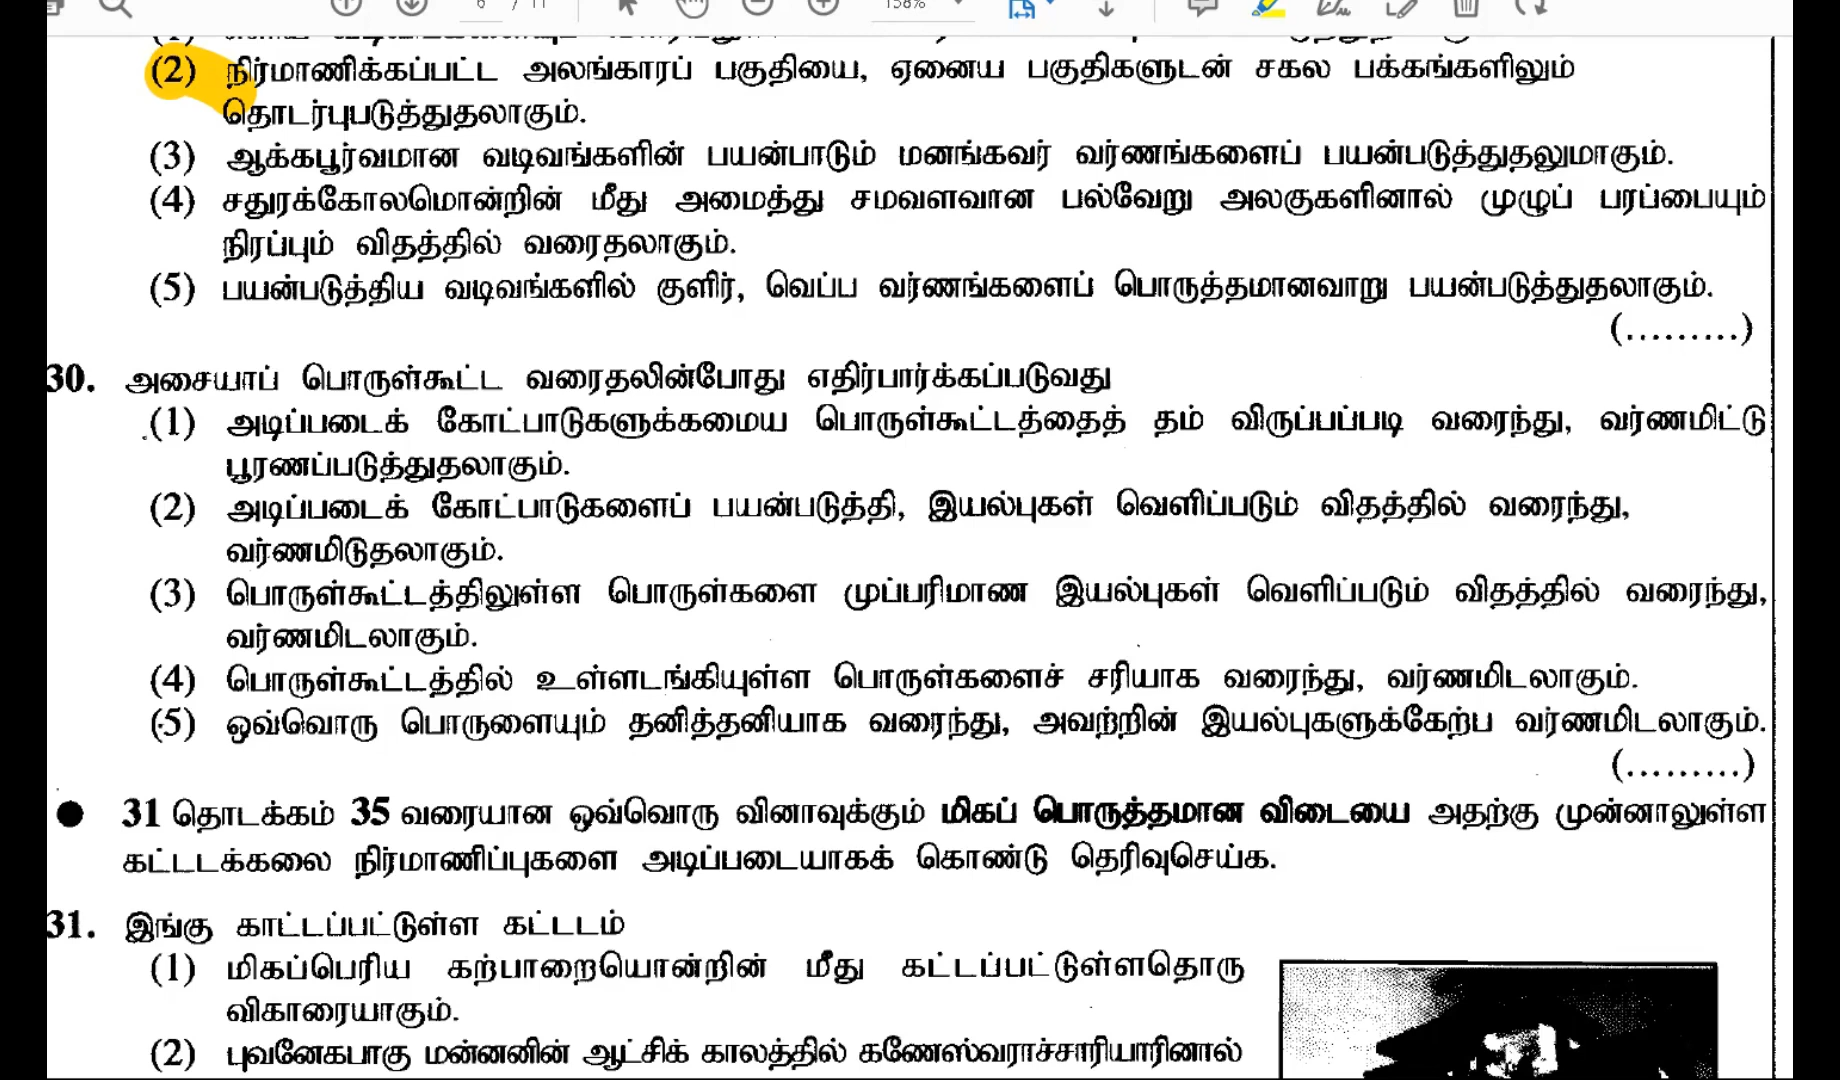 6 / 11
158%
(2) நிர்மாணிக்கப்பட்ட அலங்காரப் பகுதியை, ஏனைய பகுதிகளுடன் சகல பக்கங்களிலும்
தொடர்புபடுத்துதலாகும்.
(3) ஆக்கபூர்வமான வடிவங்களின் பயன்பாடும் மனங்கவர் வர்ணங்களைப் பயன்படுத்துதலுமாகும்.
(4) சதுரக்கோலமொன்றின் மீது அமைத்து சமவளவான பல்வேறு அலகுகளினால் முழுப் பரப்பையும்
நிரப்பும் விதத்தில் வரைதலாகும்.
(5) பயன்படுத்திய வடிவங்களில் குளிர், வெப்ப வர்ணங்களைப் பொருத்தமானவாறு பயன்படுத்துதலாகும்.
(.........)
30. அசையாப் பொருள்கூட்ட வரைதலின்போது எதிர்பார்க்கப்படுவது
(1) அடிப்படைக் கோட்பாடுகளுக்கமைய பொருள்கூட்டத்தைத் தம் விருப்பப்படி வரைந்து, வர்ணமிட்டு
பூரணப்படுத்துதலாகும்.
(2) அடிப்படைக் கோட்பாடுகளைப் பயன்படுத்தி, இயல்புகள் வெளிப்படும் விதத்தில் வரைந்து,
வர்ணமிடுதலாகும்.
(3) பொருள்கூட்டத்திலுள்ள பொருள்களை முப்பரிமாண இயல்புகள் வெளிப்படும் விதத்தில் வரைந்து,
வர்ணமிடலாகும்.
(4) பொருள்கூட்டத்தில் உள்ளடங்கியுள்ள பொருள்களைச் சரியாக வரைந்து, வர்ணமிடலாகும்.
(5) ஒவ்வொரு பொருளையும் தனித்தனியாக வரைந்து, அவற்றின் இயல்புகளுக்கேற்ப வர்ணமிடலாகும்.
(.........)
● 31 தொடக்கம் 35 வரையான ஒவ்வொரு வினாவுக்கும் மிகப் பொருத்தமான விடையை அதற்கு முன்னாலுள்ள
கட்டடக்கலை நிர்மாணிப்புகளை அடிப்படையாகக் கொண்டு தெரிவுசெய்க.
31. இங்கு காட்டப்பட்டுள்ள கட்டடம்
(1) மிகப்பெரிய கற்பாறையொன்றின் மீது கட்டப்பட்டுள்ளதொரு
விகாரையாகும்.
(2) புவனேகபாகு மன்னனின் ஆட்சிக் காலத்தில் கணேஸ்வராச்சாரியாரினால்